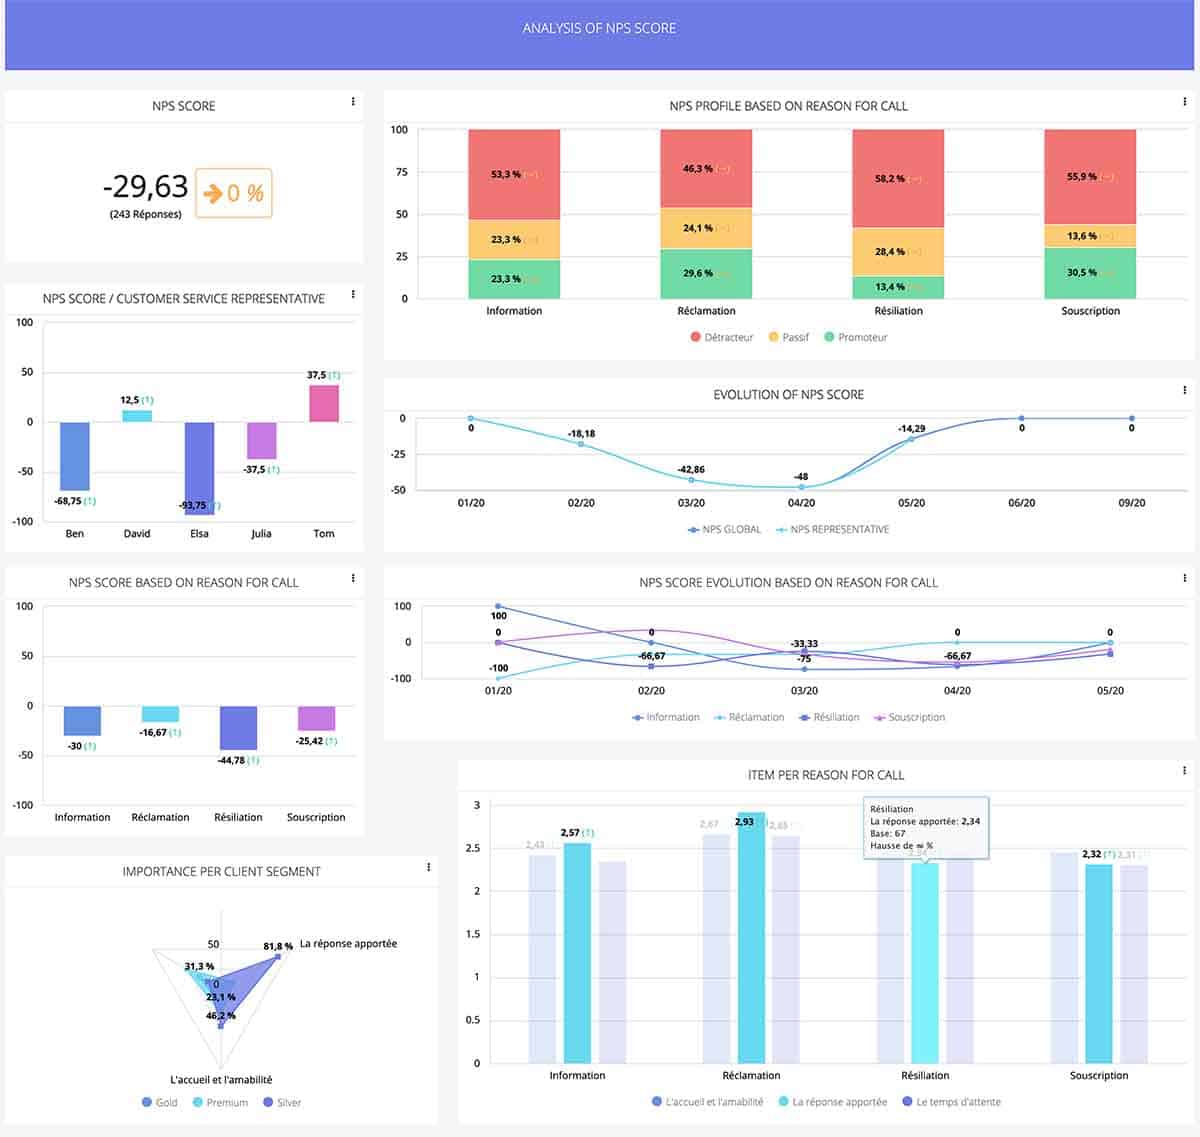 ANALYSIS OF NPS SCORE
NPS SCORE
-29,63
0 %
(243 Réponses)
NPS PROFILE BASED ON REASON FOR CALL
100
75
50
25
0
53,3 % (→)
23,3 % (→)
23,3 %
46,3 % (→)
24,1 % (→)
29,6 %
58,2 % (→)
28,4 % (→)
13,4 %
55,9 % (→)
13,6 % (→)
30,5 %
Information
Réclamation
Résiliation
Souscription
Détracteur
Passif
Promoteur
NPS SCORE / CUSTOMER SERVICE REPRESENTATIVE
100
50
0
-50
-100
-68,75 (↑)
12,5 (↑)
-93,75 (↑)
-37,5 (↑)
37,5 (↑)
Ben
David
Elsa
Julia
Tom
EVOLUTION OF NPS SCORE
0
-25
-50
0
-18,18
-42,86
-48
-14,29
0
0
01/20
02/20
03/20
04/20
05/20
06/20
09/20
NPS GLOBAL
NPS REPRESENTATIVE
NPS SCORE BASED ON REASON FOR CALL
100
0
-50
-100
-30 (↑)
-16,67 (↑)
-44,78 (↑)
-25,42 (↑)
Information
Réclamation
Résiliation
Souscription
NPS SCORE EVOLUTION BASED ON REASON FOR CALL
100
0
-100
100
0
-100
0
-66,67
-33,33
-75
0
-66,67
0
01/20
02/20
03/20
04/20
05/20
Information
Réclamation
Résiliation
Souscription
ITEM PER REASON FOR CALL
3
2.5
2
1.5
1
0.5
0
2,43
2,57 (↑)
2,67
2,93
2,65
Résiliation
La réponse apportée: 2,34
Base: 67
Hausse de ∞ %
2,34
2,32 (↑)
2,31
Information
Réclamation
Résiliation
Souscription
L'accueil et l'amabilité
La réponse apportée
Le temps d'attente
IMPORTANCE PER CLIENT SEGMENT
50
0
81,8 %
La réponse apportée
31,3 %
23,1 %
46,2 %
L'accueil et l'amabilité
Gold
Premium
Silver